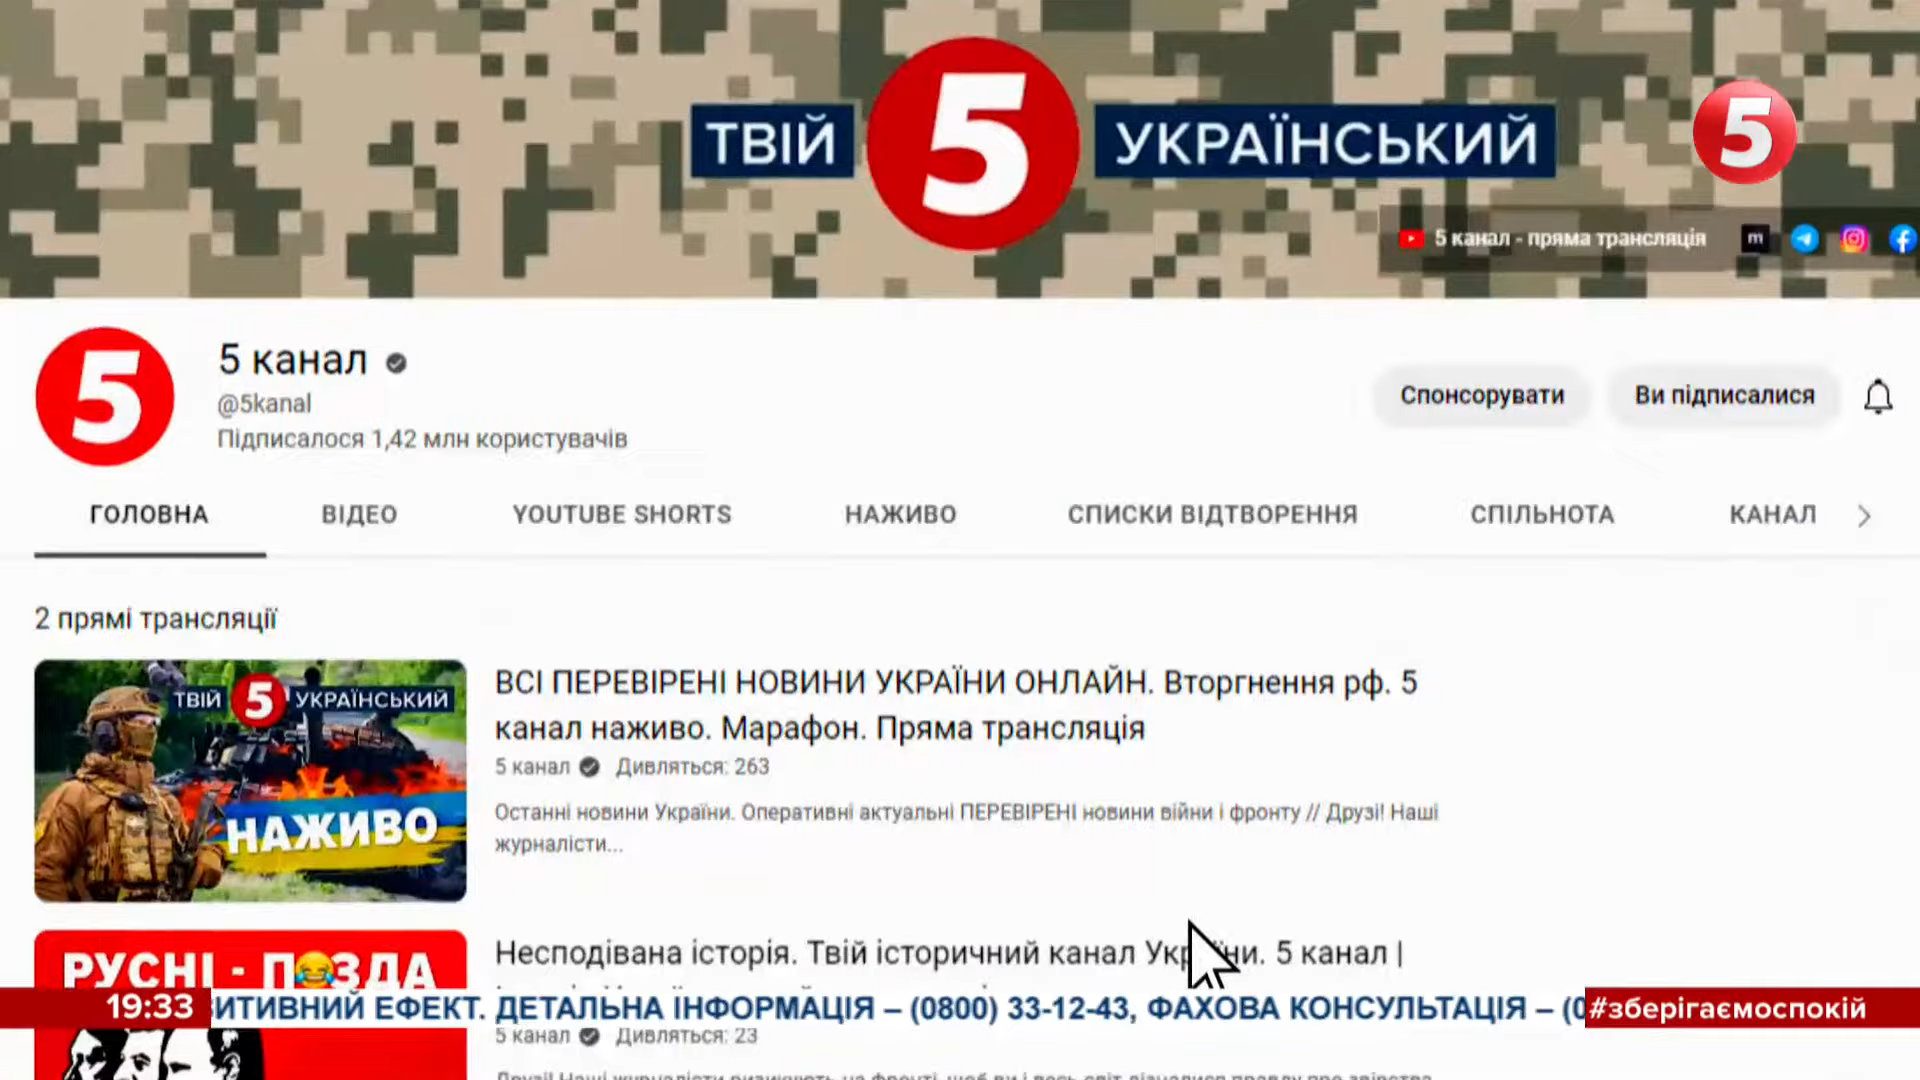 ТВІЙ 5 УКРАЇНСЬКИЙ
5
5 канал - пряма трансляція
5
5 канал
@5kanal
Підписалося 1,42 млн користувачів
Спонсорувати
Ви підписалися
ГОЛОВНА ВІДЕО YOUTUBE SHORTS НАЖИВО СПИСКИ ВІДТВОРЕННЯ СПІЛЬНОТА КАНАЛ
2 прямі трансляції
ТВІЙ 5 УКРАЇНСЬКИЙ
НАЖИВО
ВСІ ПЕРЕВІРЕНІ НОВИНИ УКРАЇНИ ОНЛАЙН. Вторгнення рф. 5
канал наживо. Марафон. Пряма трансляція
5 канал Дивляться: 263
Останні новини України. Оперативні актуальні ПЕРЕВІРЕНІ новини війни і фронту // Друзі! Наші
журналісти...
РУСНІ - П😂ЗДА
Несподівана історія. Твій історичний канал України. 5 канал |
19:33
ИТИВНИЙ ЕФЕКТ. ДЕТАЛЬНА ІНФОРМАЦІЯ – (0800) 33-12-43, ФАХОВА КОНСУЛЬТАЦІЯ – (0
#зберігаємоспокій
5 канал Дивляться: 23